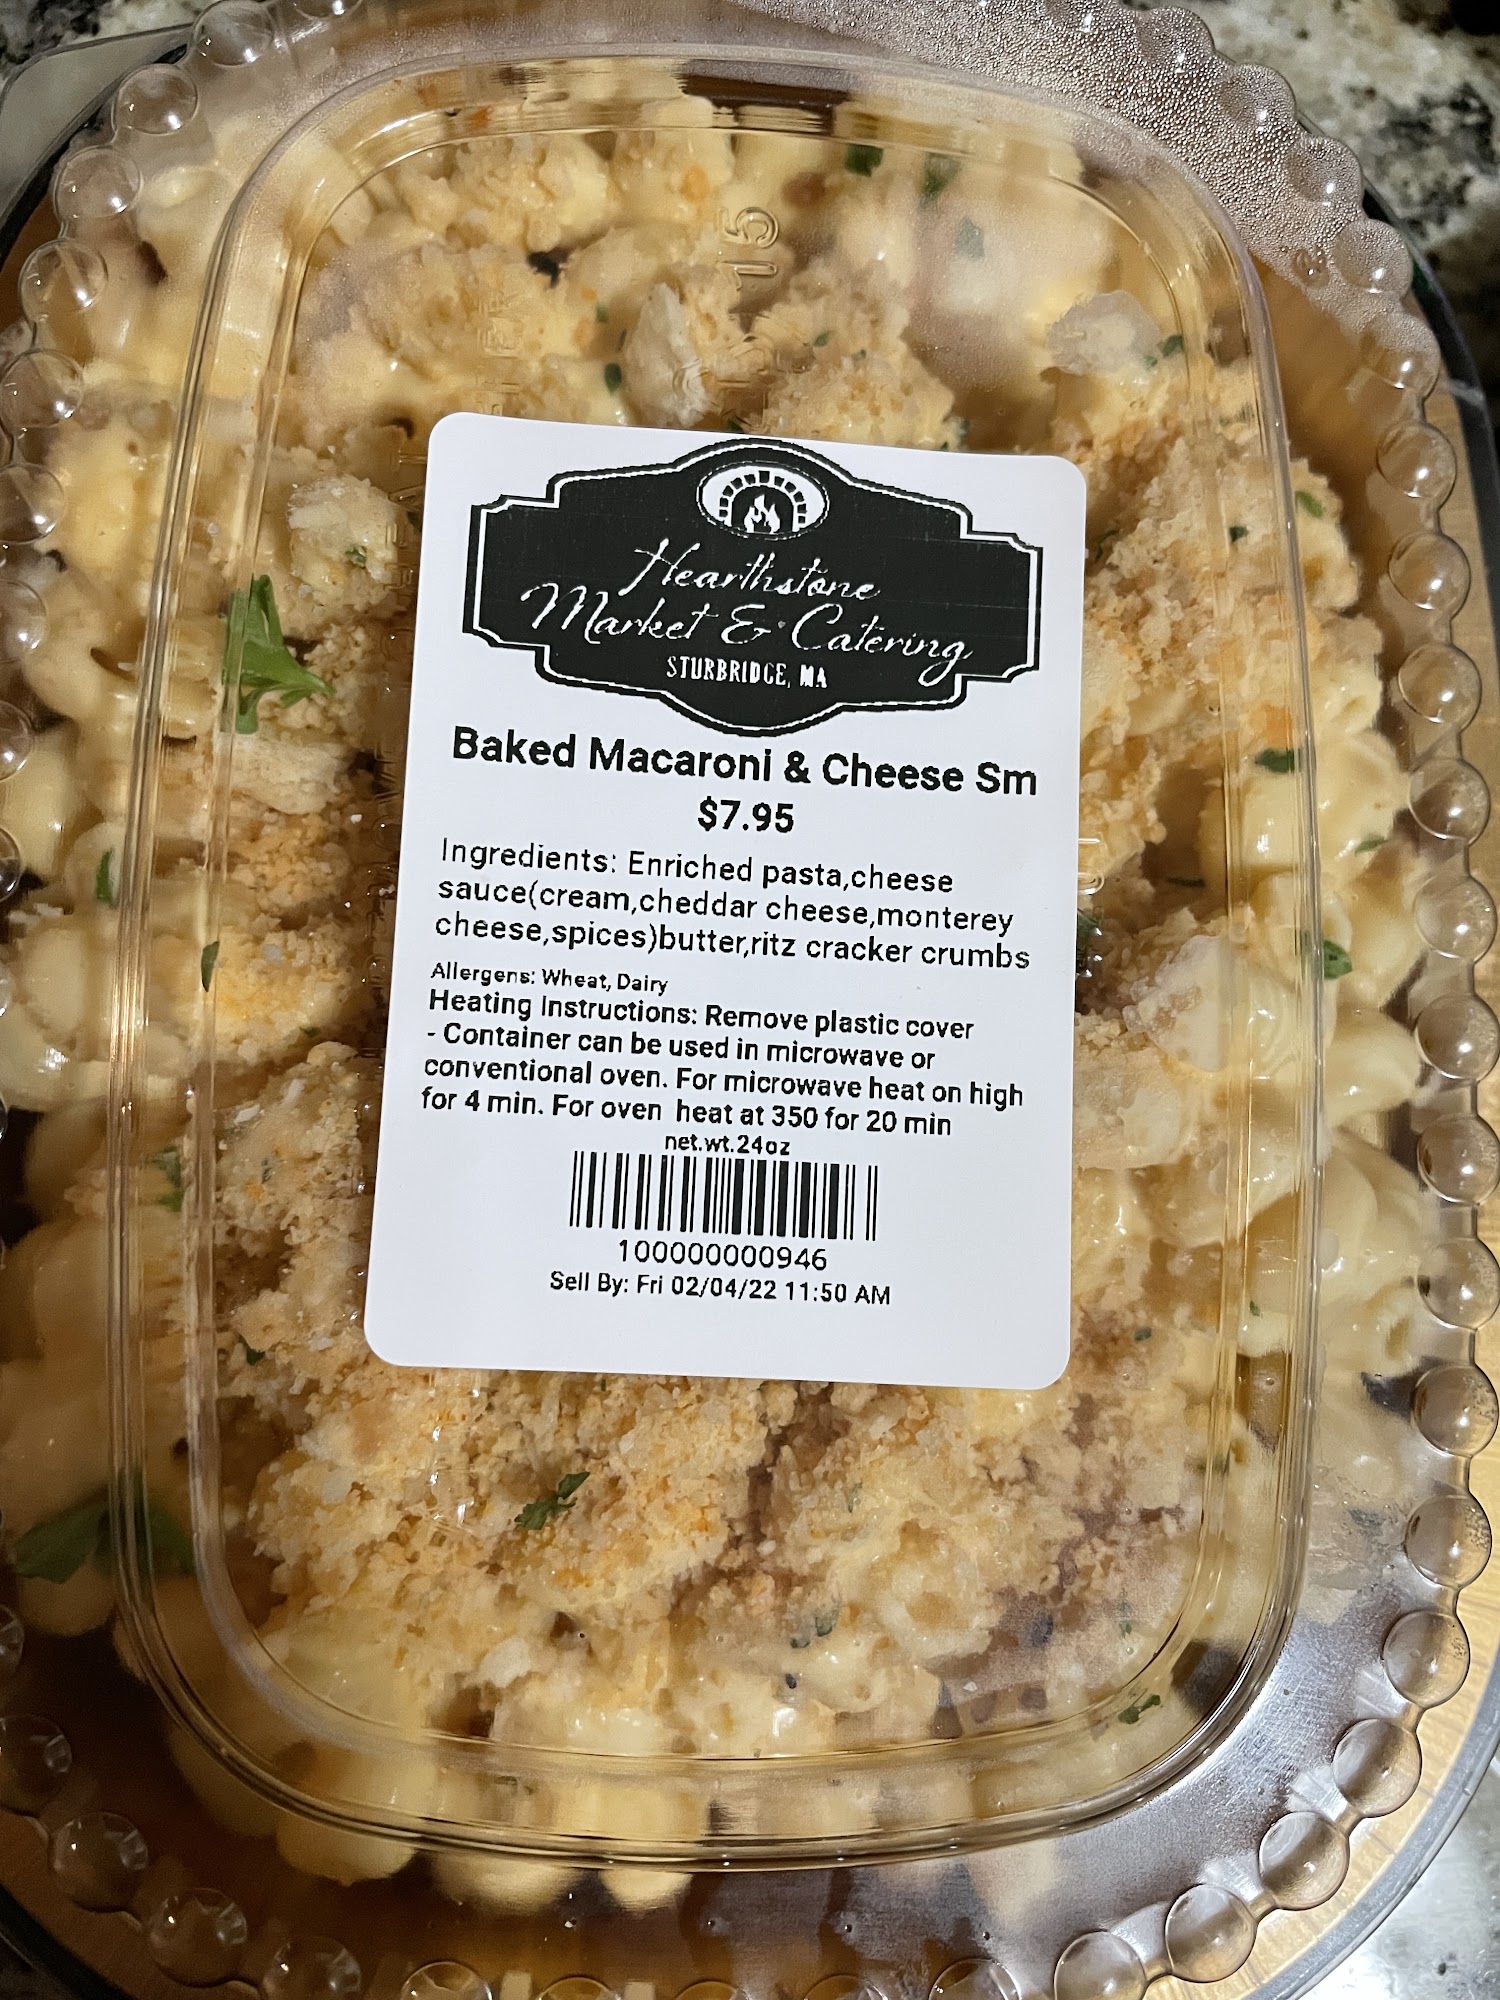 Hearthstone
Market & Catering
STURBRIDGE, MA
Baked Macaroni & Cheese Sm
$7.95
Ingredients: Enriched pasta,cheese
sauce(cream,cheddar cheese,monterey
cheese,spices)butter,ritz cracker crumbs
Allergens: Wheat, Dairy
Heating Instructions: Remove plastic cover
- Container can be used in microwave or
conventional oven. For microwave heat on high
for 4 min. For oven heat at 350 for 20 min
net.wt.24oz
100000000946
Sell By: Fri 02/04/22 11:50 AM